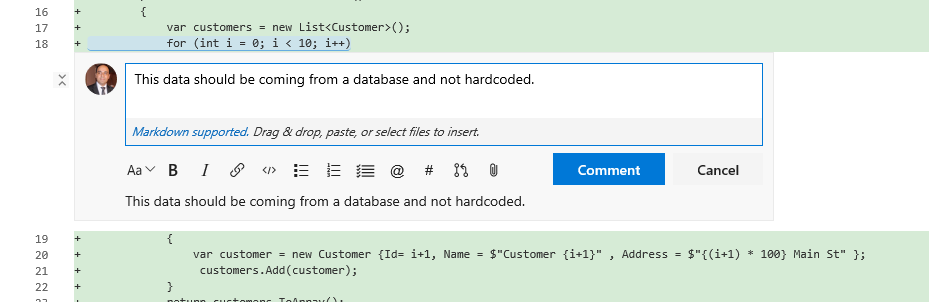 16 + {
17 + var customers = new List<Customer>();
18 + for (int i = 0; i < 10; i++)
This data should be coming from a database and not hardcoded.
Markdown supported. Drag & drop, paste, or select files to insert.
Aa B I </> @ # Comment Cancel
This data should be coming from a database and not hardcoded.
19 + {
20 + var customer = new Customer {Id= i+1, Name = $"Customer {i+1}" , Address = $"{(i+1) * 100} Main St" };
21 + customers.Add(customer);
22 + }
+ return customers.ToArray();